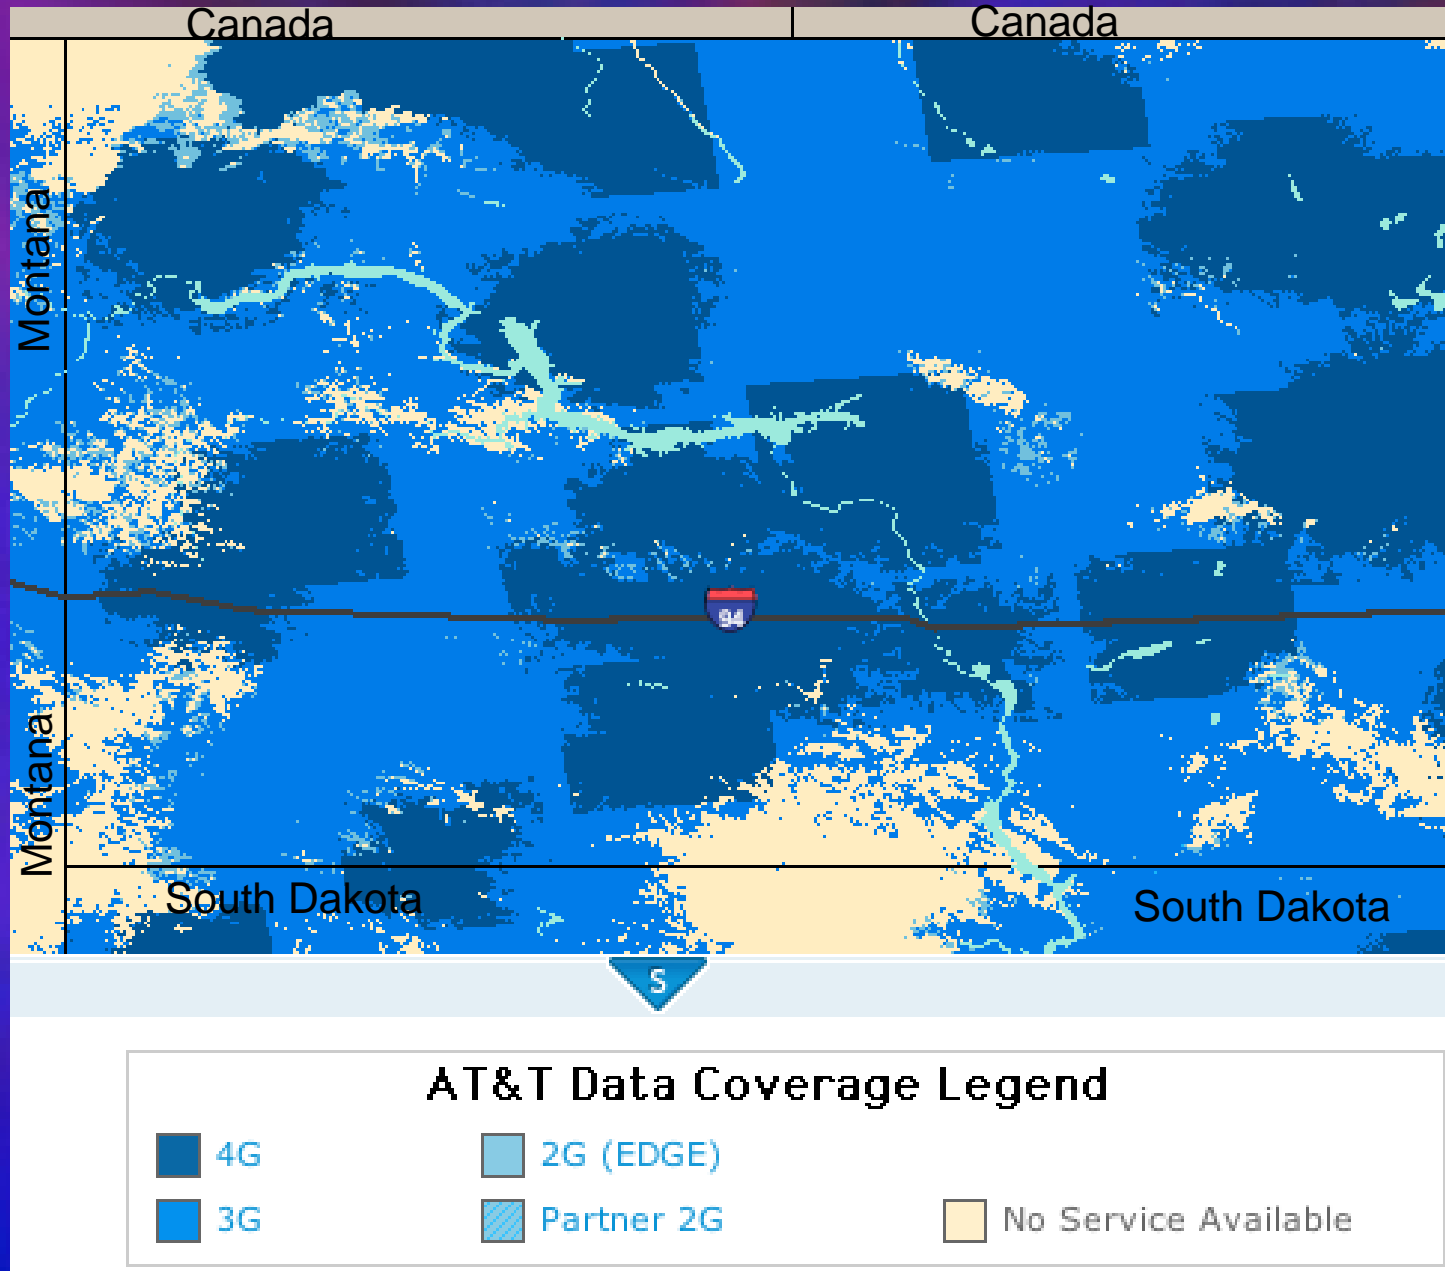 Canada Canada
Montana
94
Montana
South Dakota South Dakota
S
AT&T Data Coverage Legend
4G 2G (EDGE)
3G Partner 2G No Service Available